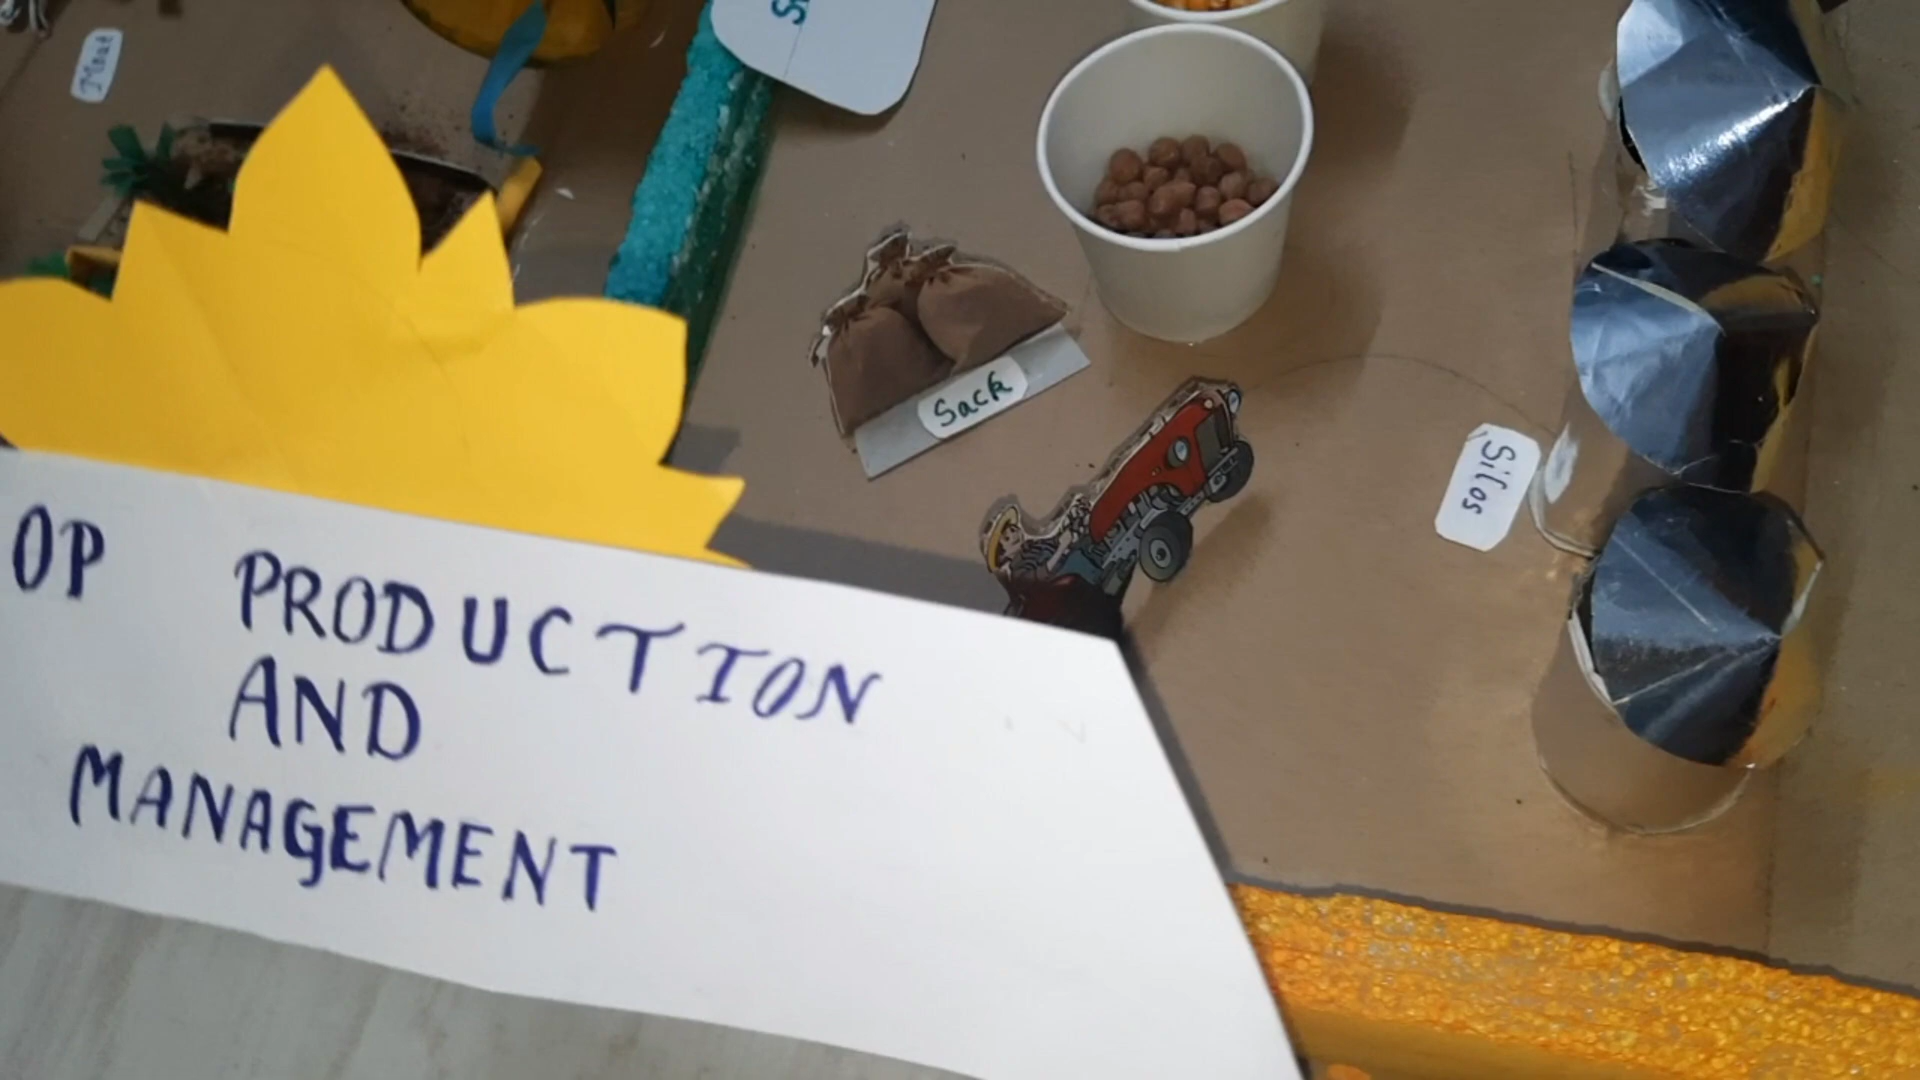 Sack
Silos
OP PRODUCTION
AND
MANAGEMENT